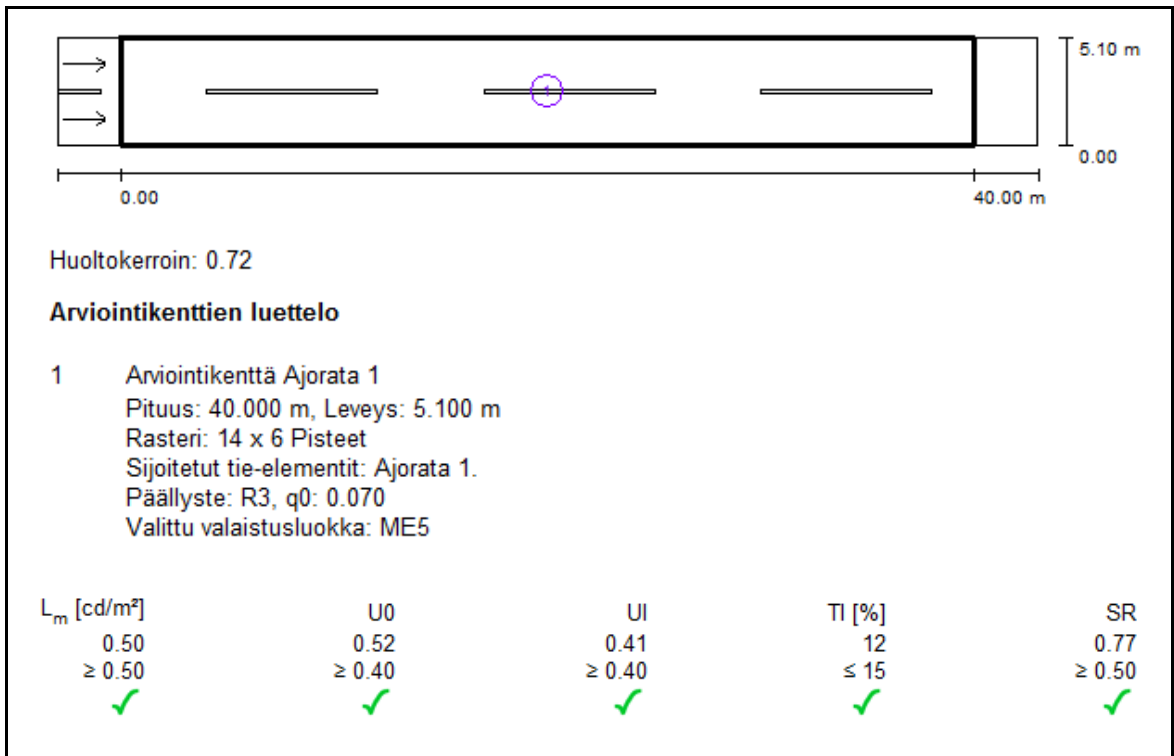 5.10 m
0.00
1
0.00 40.00 m
Huoltokerroin: 0.72
Arviointikenttien luettelo
1 Arviointikenttä Ajorata 1
Pituus: 40.000 m, Leveys: 5.100 m
Rasteri: 14 x 6 Pisteet
Sijoitetut tie-elementit: Ajorata 1.
Päällyste: R3, q0: 0.070
Valittu valaistusluokka: ME5
Lm [cd/m²] U0 UI TI [%] SR
0.50 0.52 0.41 12 0.77
≥ 0.50 ≥ 0.40 ≥ 0.40 ≤ 15 ≥ 0.50